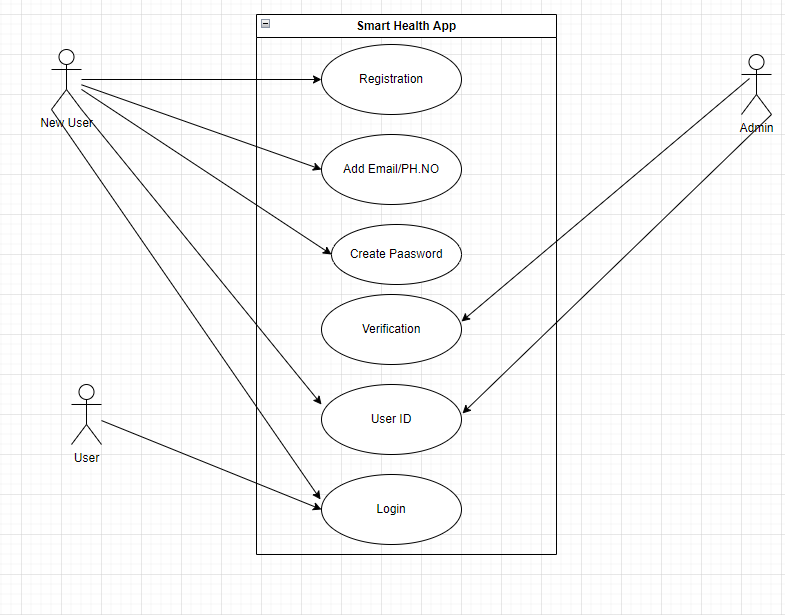 Smart Health App
Registration
New User
Admin
Add Email/PH.NO
Create Paasword
Verification
User ID
User
Login